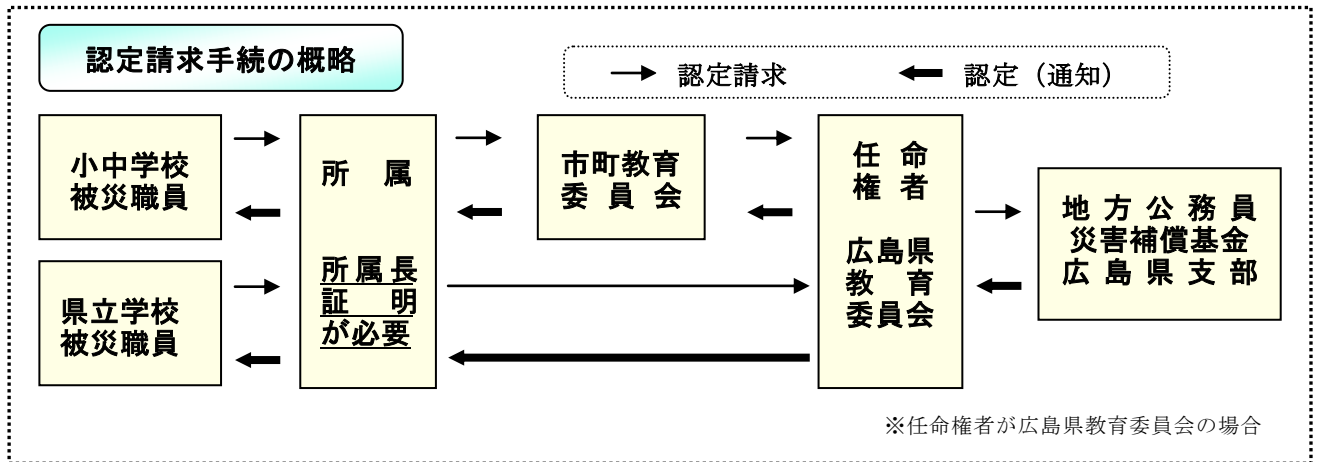 認定請求手続の概略
認定請求
認定（通知）
小中学校
被災職員
県立学校
被災職員
所　属
所属長
証　明
が必要
市町教育
委員会
任命
権者
広島県
教育
委員会
地方公務員
災害補償基金
広島県支部
※任命権者が広島県教育委員会の場合